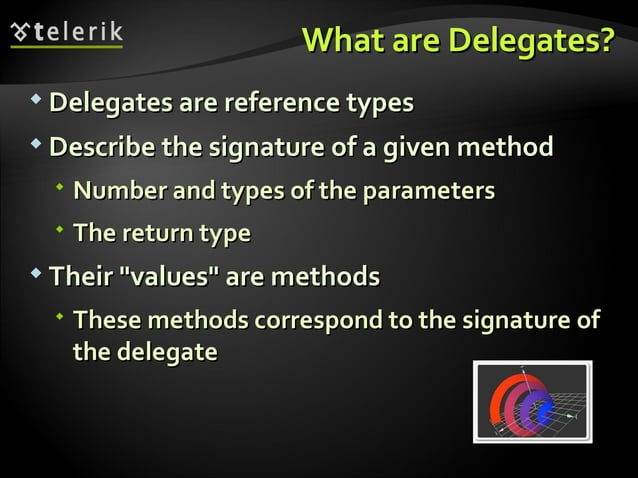 telerik
What are Delegates?
Delegates are reference types
Describe the signature of a given method
Number and types of the parameters
The return type
Their "values" are methods
These methods correspond to the signature of
the delegate